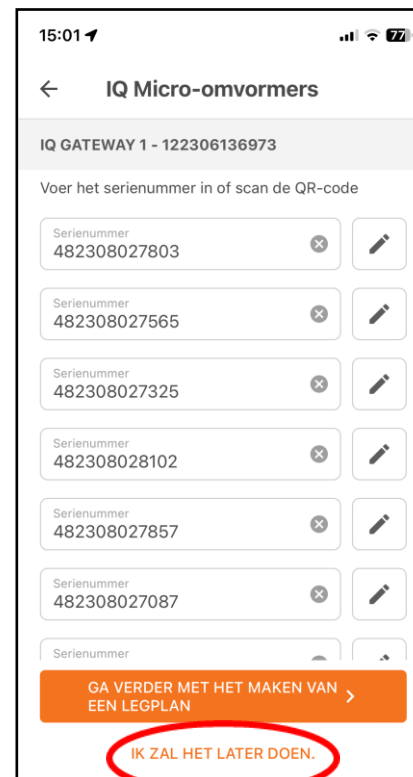 15:01
77
IQ Micro-omvormers
IQ GATEWAY 1 - 122306136973
Voer het serienummer in of scan de QR-code
Serienummer
482308027803
Serienummer
482308027565
Serienummer
482308027325
Serienummer
482308028102
Serienummer
482308027857
Serienummer
482308027087
Serienummer
GA VERDER MET HET MAKEN VAN
EEN LEGPLAN
IK ZAL HET LATER DOEN.